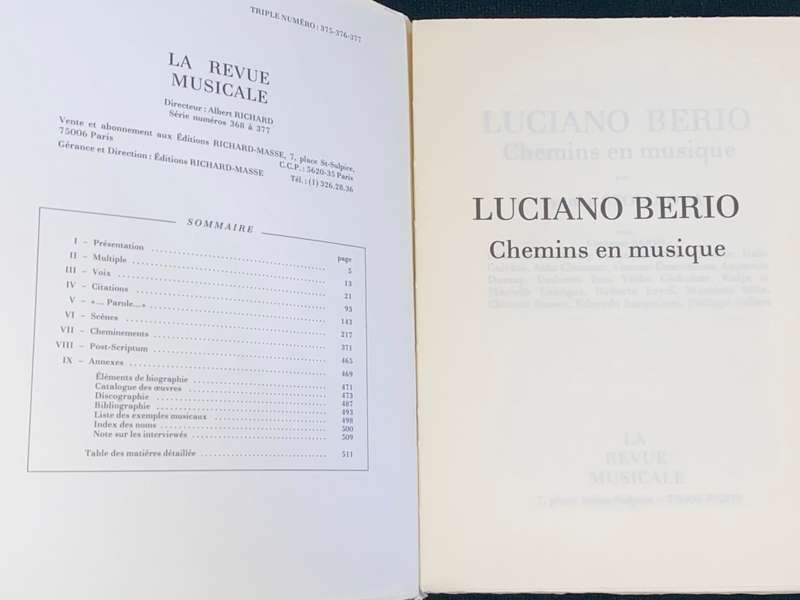 TRIPLE NUMÉRO : 375-376-377
LA REVUE
MUSICALE
Directeur : Albert RICHARD
Série numéros 368 à 377
Vente et abonnement aux Éditions RICHARD-MASSE, 7, place St-Sulpice,
75006 Paris
C.C.P. : 5620-35 Paris
Gérance et Direction : Éditions RICHARD-MASSE
Tél. : (1) 326.28.36
SOMMAIRE
page
I – Présentation 5
II – Multiple 13
III – Voix 21
IV – Citations 95
V – «... Parole...» 143
VI – Scènes 217
VII – Cheminements 371
VIII – Post-Scriptum 465
IX – Annexes 469
Éléments de biographie 471
Catalogue des œuvres 473
Discographie 487
Bibliographie 493
Liste des exemples musicaux 498
Index des noms 500
Note sur les interviewés 509
Table des matières détaillée 511
LUCIANO BERIO
Chemins en musique
LUCIANO BERIO
Chemins en musique
LA
REVUE
MUSICALE